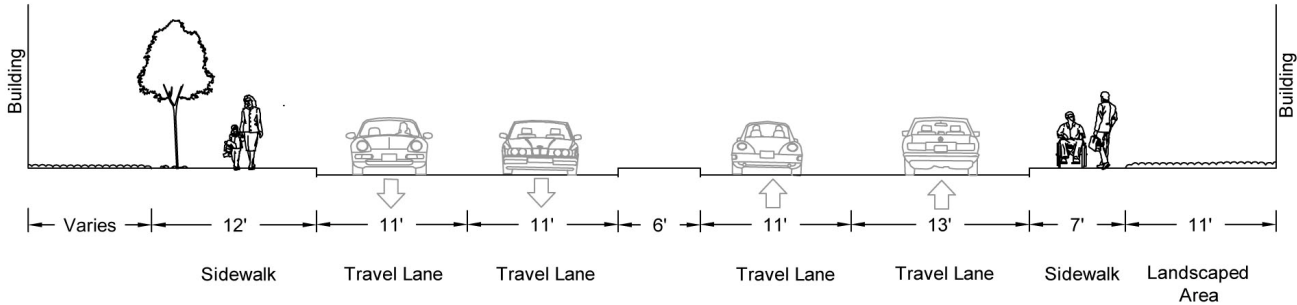 Building
Building
Varies 12' 11' 11' 6' 11' 13' 7' 11'
Sidewalk Travel Lane Travel Lane Travel Lane Travel Lane Sidewalk Landscaped
Area